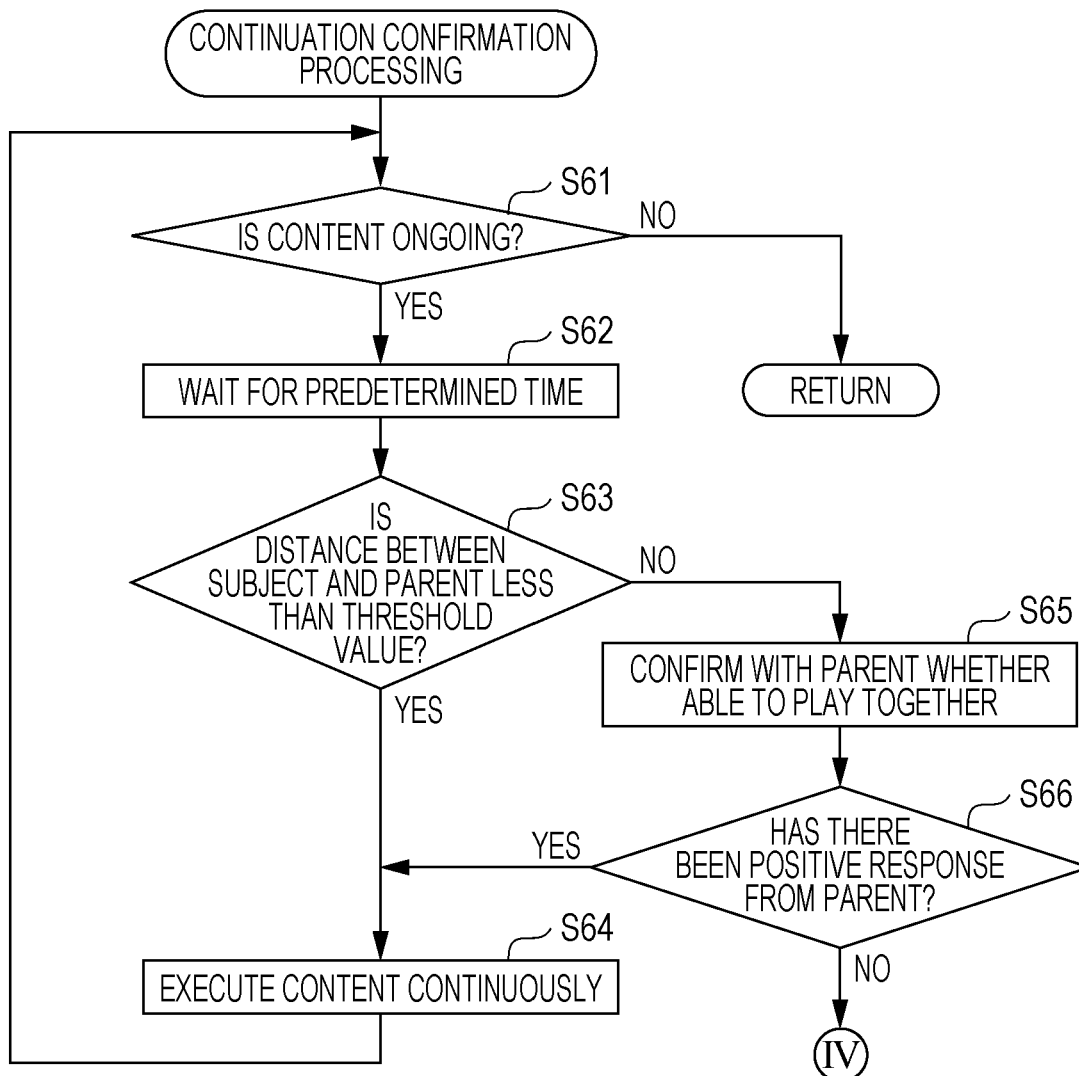 CONTINUATION CONFIRMATION
PROCESSING
S61
IS CONTENT ONGOING?
NO
YES
S62
WAIT FOR PREDETERMINED TIME
RETURN
S63
IS
DISTANCE BETWEEN
SUBJECT AND PARENT LESS
THAN THRESHOLD
VALUE?
NO
YES
S65
CONFIRM WITH PARENT WHETHER
ABLE TO PLAY TOGETHER
S66
HAS THERE
BEEN POSITIVE RESPONSE
FROM PARENT?
YES
NO
S64
EXECUTE CONTENT CONTINUOUSLY
IV